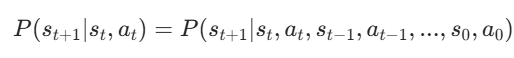 P(s_{t+1}|s_t, a_t) = P(s_{t+1}|s_t, a_t, s_{t-1}, a_{t-1}, ..., s_0, a_0)